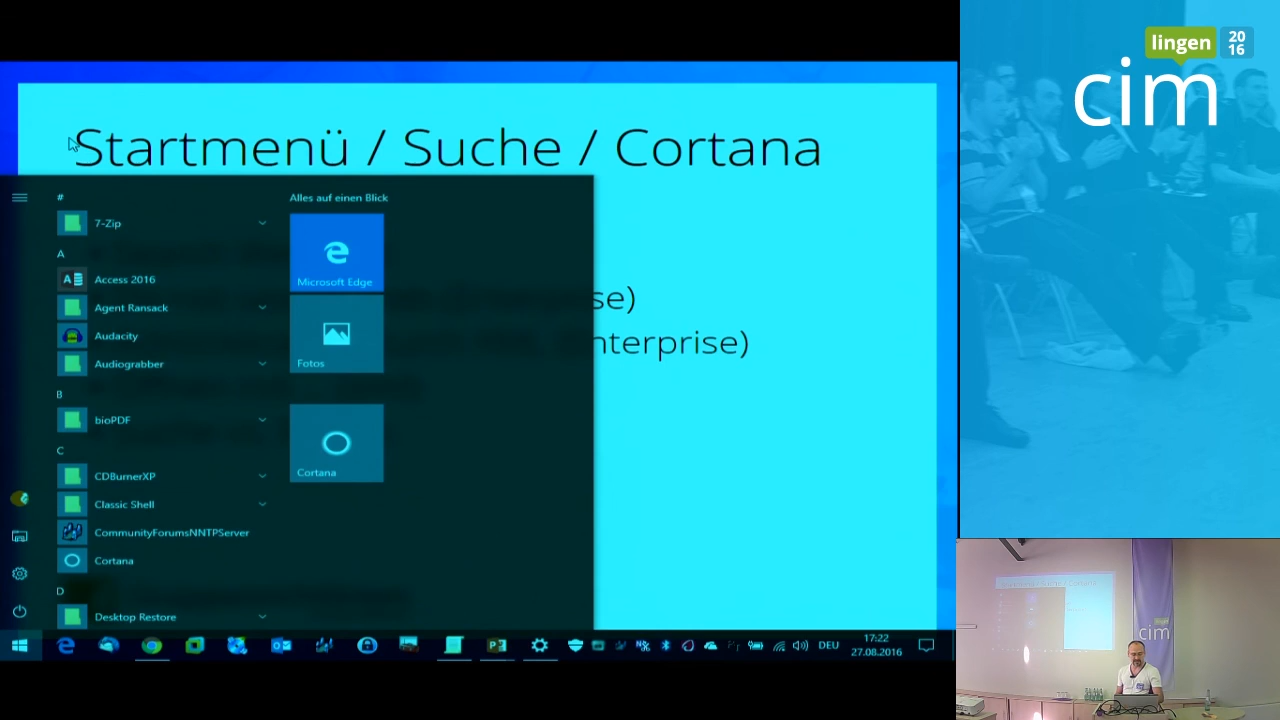 Startmenü / Suche / Cortana
se)
nterprise)
#
7-Zip
A
Access 2016
Agent Ransack
Audacity
Audiograbber
B
bioPDF
C
CDBurnerXP
Classic Shell
CommunityForumsNNTPServer
Cortana
D
Desktop Restore
Alles auf einen Blick
Microsoft Edge
Fotos
Cortana
DEU
17:22
27.08.2016
lingen
20
16
cim
cim